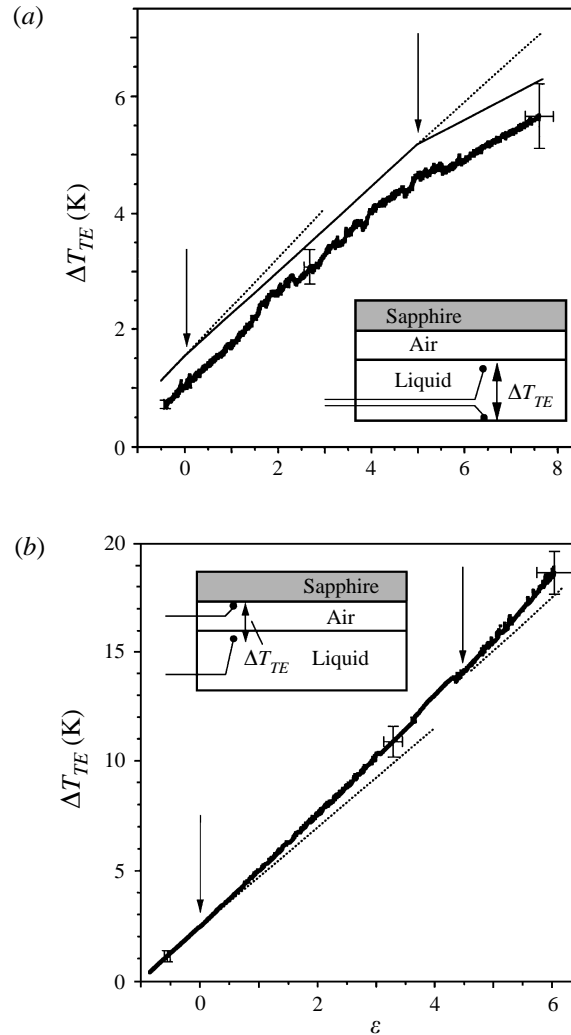 (a)
6
4
2
0
ΔT_TE (K)
Sapphire
Air
Liquid
ΔT_TE
0 2 4 6 8
(b)
20
15
10
5
0
ΔT_TE (K)
Sapphire
Air
ΔT_TE
Liquid
0 2 4 6
ε